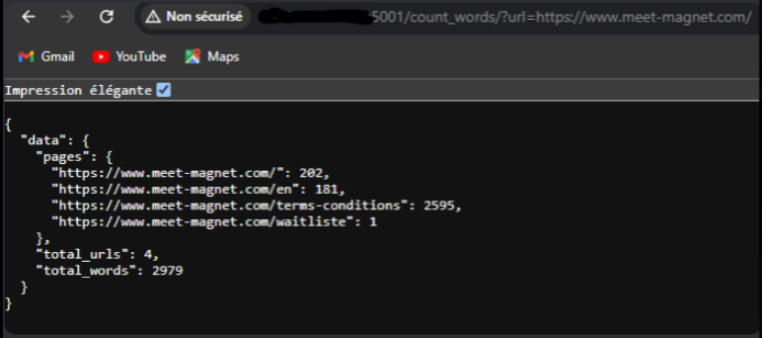 Non sécurisé :5001/count_words/?url=https://www.meet-magnet.com/
Gmail YouTube Maps
Impression élégante
{
"data": {
"pages": {
"https://www.meet-magnet.com/": 202,
"https://www.meet-magnet.com/en": 181,
"https://www.meet-magnet.com/terms-conditions": 2595,
"https://www.meet-magnet.com/waitliste": 1
},
"total_urls": 4,
"total_words": 2979
}
}